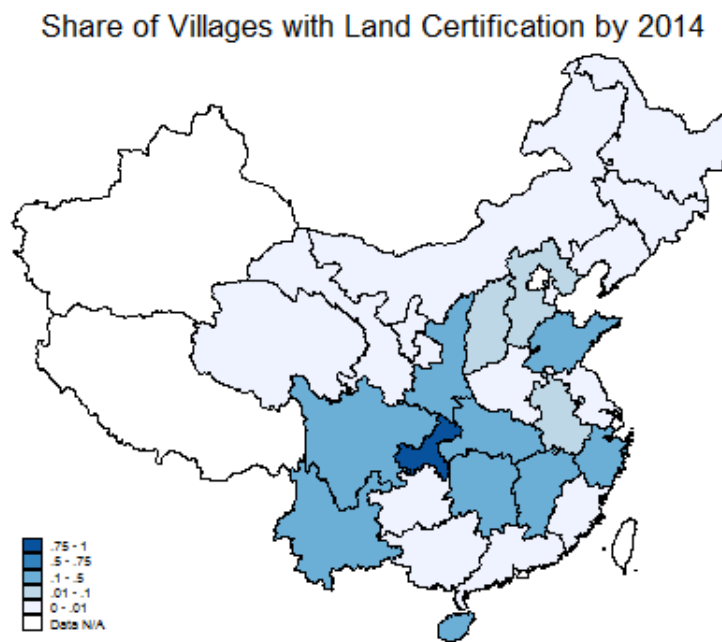 Share of Villages with Land Certification by 2014
.75 - 1
.5 - .75
.1 - .5
.01 - .1
0 - .01
Data N/A